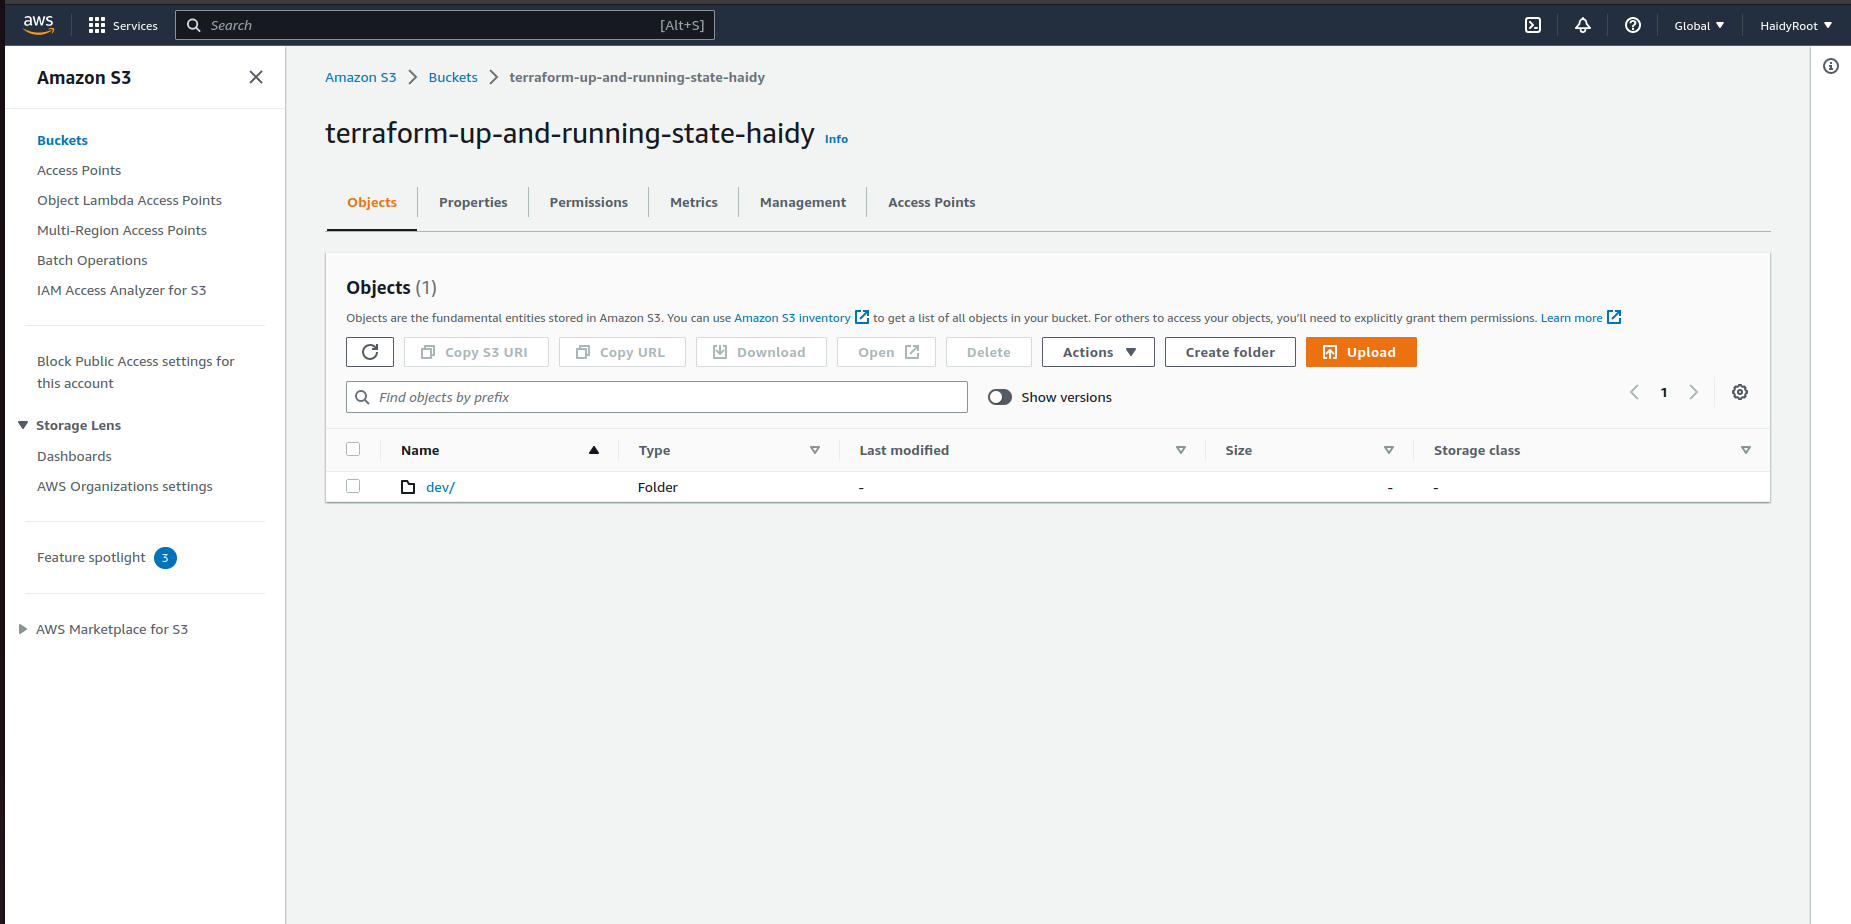 aws Services Search [Alt+S] Global HaidyRoot
Amazon S3
Buckets
Access Points
Object Lambda Access Points
Multi-Region Access Points
Batch Operations
IAM Access Analyzer for S3
Block Public Access settings for
this account
Storage Lens
Dashboards
AWS Organizations settings
Feature spotlight 3
AWS Marketplace for S3
Amazon S3 Buckets terraform-up-and-running-state-haidy
terraform-up-and-running-state-haidy Info
Objects Properties Permissions Metrics Management Access Points
Objects (1)
Objects are the fundamental entities stored in Amazon S3. You can use Amazon S3 inventory to get a list of all objects in your bucket. For others to access your objects, you'll need to explicitly grant them permissions. Learn more
Copy S3 URI Copy URL Download Open Delete Actions Create folder Upload
Find objects by prefix Show versions 1
Name Type Last modified Size Storage class
dev/ Folder - - -